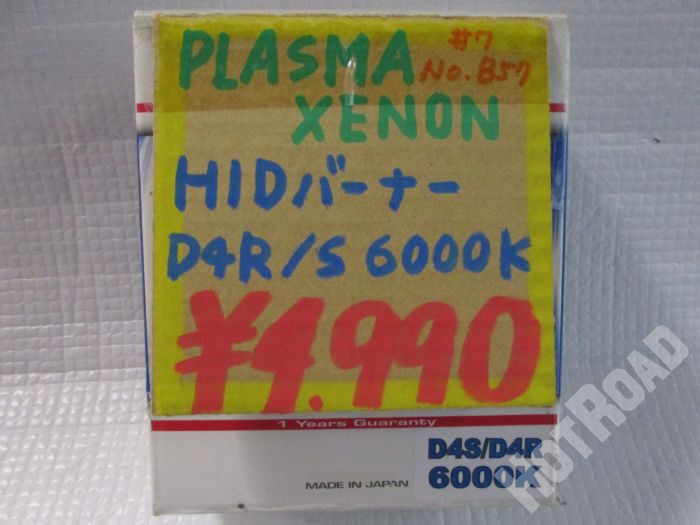 PLASMA #7
No.B57
XENON
HIDバーナー
D4R/S 6000K
¥4.990
1 Years Guaranty
D4S/D4R
6000K
MADE IN JAPAN
HOTROAD